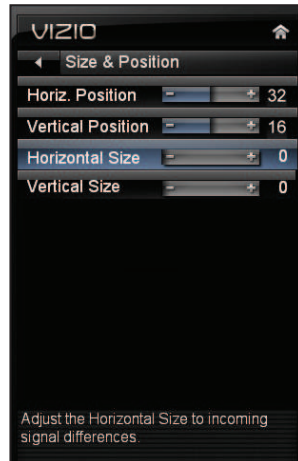 VIZIO
Size & Position
Horiz. Position - + 32
Vertical Position - + 16
Horizontal Size - + 0
Vertical Size - + 0
Adjust the Horizontal Size to incoming
signal differences.